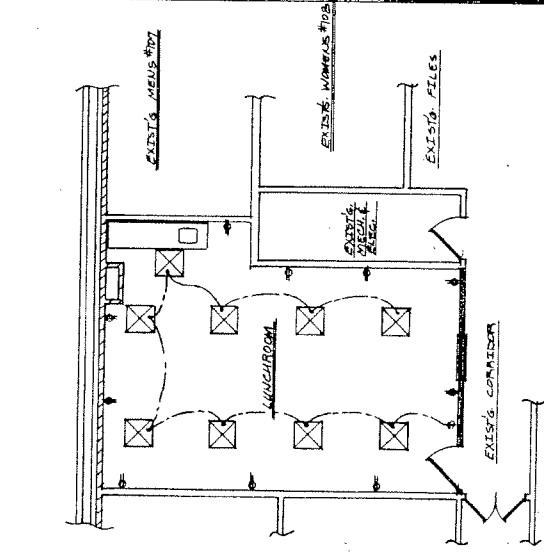 EXIST'G MENS #107
EXIST'G. WOMENS #108
EXIST'G. FILES
EXIST'G.
MECH. &
ELEC.
LUNCHROOM
EXIST'G CORRIDOR